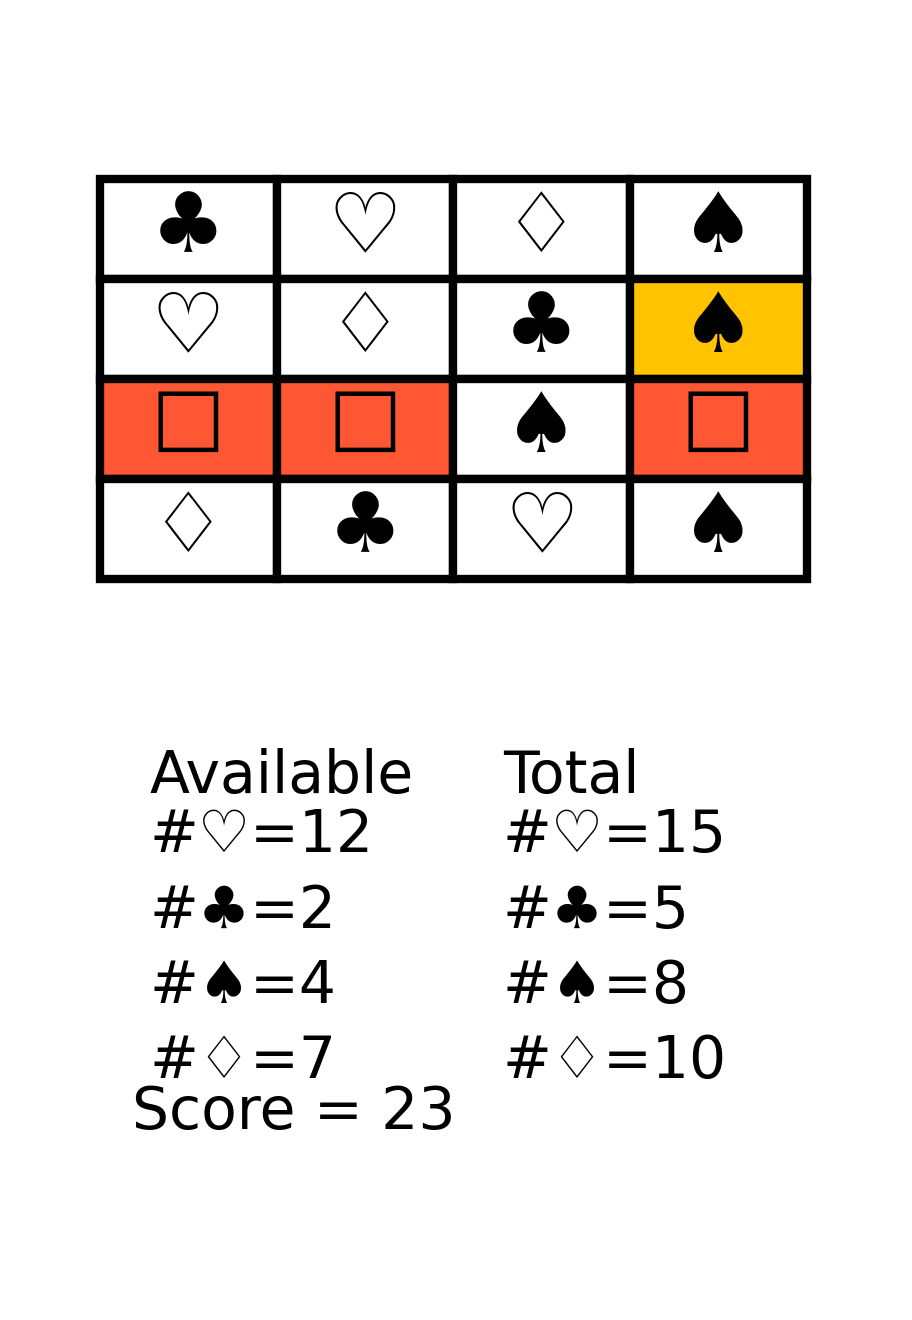 ♣ ♡ ♢ ♠
♡ ♢ ♣ ♠
□ □ ♠ □
♢ ♣ ♡ ♠
Available Total
#♡=12 #♡=15
#♣=2 #♣=5
#♠=4 #♠=8
#♢=7 #♢=10
Score = 23